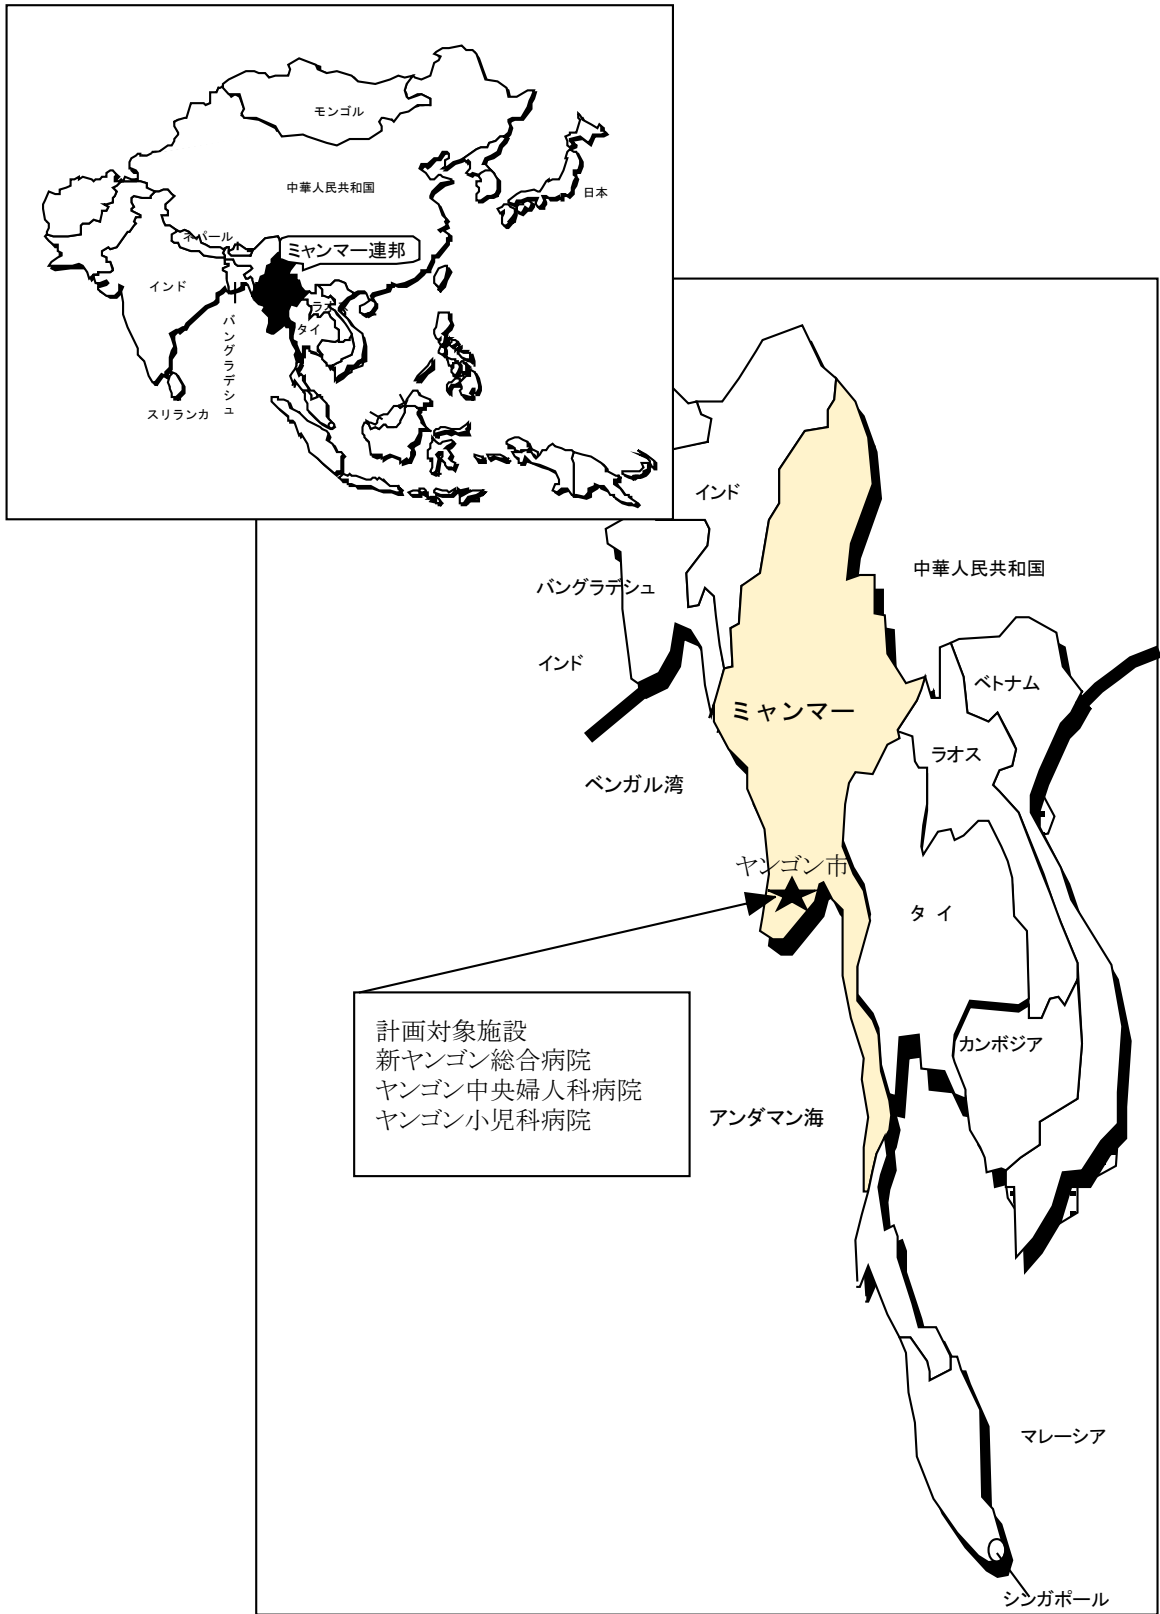 モンゴル
中華人民共和国
日本
ネパール
ミャンマー連邦
インド
ラオス
タイ
バングラデシュ
スリランカ
インド
中華人民共和国
バングラデシュ
インド
ベトナム
ミャンマー
ラオス
ベンガル湾
ヤンゴン市
タイ
計画対象施設
新ヤンゴン総合病院
ヤンゴン中央婦人科病院
ヤンゴン小児科病院
カンボジア
アンダマン海
マレーシア
シンガポール